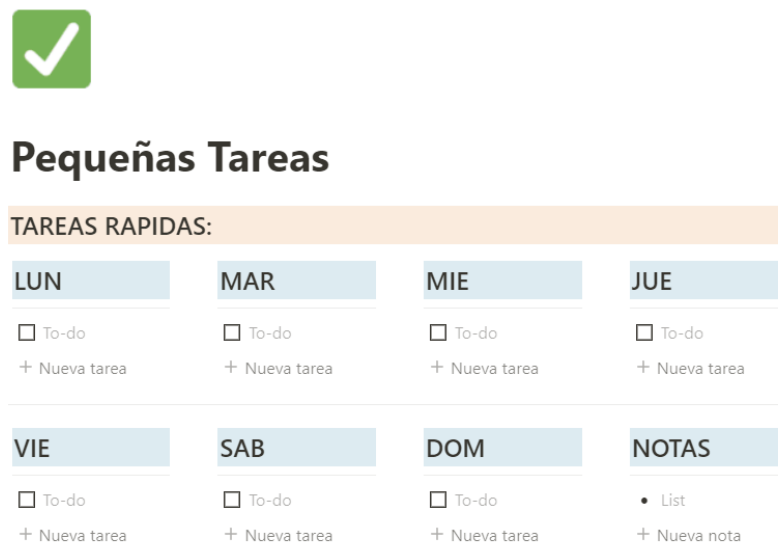 Pequeñas Tareas
TAREAS RAPIDAS:
LUN MAR MIE JUE
To-do To-do To-do To-do
+ Nueva tarea + Nueva tarea + Nueva tarea + Nueva tarea
VIE SAB DOM NOTAS
To-do To-do To-do • List
+ Nueva tarea + Nueva tarea + Nueva tarea + Nueva nota